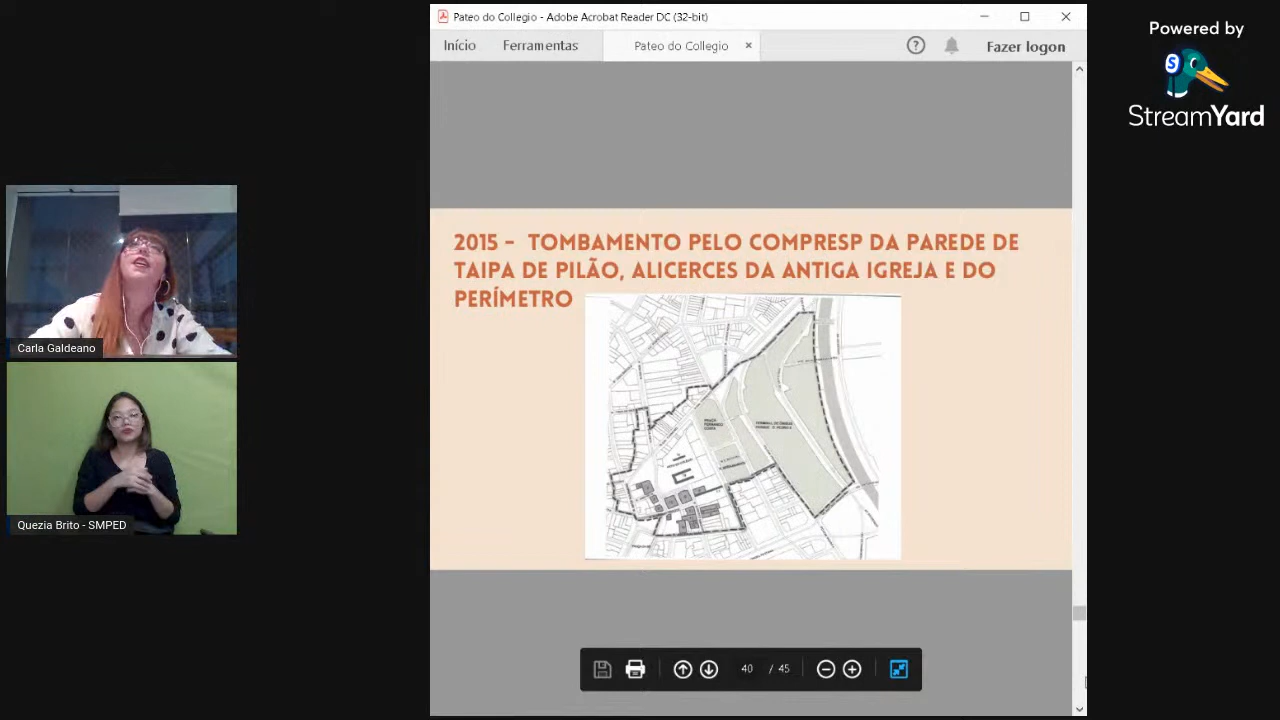 Pateo do Collegio - Adobe Acrobat Reader DC (32-bit)
Início
Ferramentas
Pateo do Collegio
Fazer logon
Powered by
StreamYard
2015 - TOMBAMENTO PELO COMPRESP DA PAREDE DE
TAIPA DE PILÃO, ALICERCES DA ANTIGA IGREJA E DO
PERÍMETRO
Carla Galdeano
Quezia Brito - SMPED
40 / 45